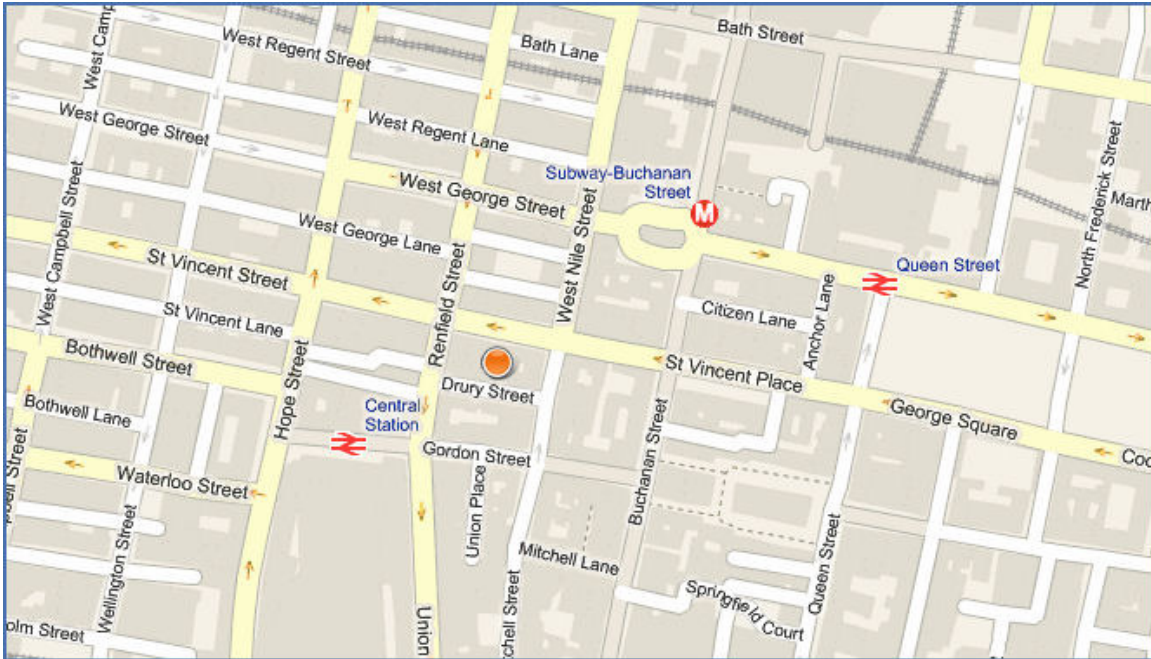 West Camp
West Regent Street
Bath Lane
Bath Street
West George Street
West Regent Lane
Subway-Buchanan
Street
M
West George Street
North Frederick Street
Marth
West George Lane
West Campbell Street
St Vincent Street
Renfield Street
West Nile Street
Queen Street
St Vincent Lane
Citizen Lane
Anchor Lane
Bothwell Street
Hope Street
St Vincent Place
Drury Street
Bothwell Lane
Central
Station
George Square
Gordon Street
Coc
Waterloo Street
pbell Street
Union Place
Buchanan Street
Wellington Street
Mitchell Lane
Queen Street
Springfield Court
olm Street
Union
tchell Street